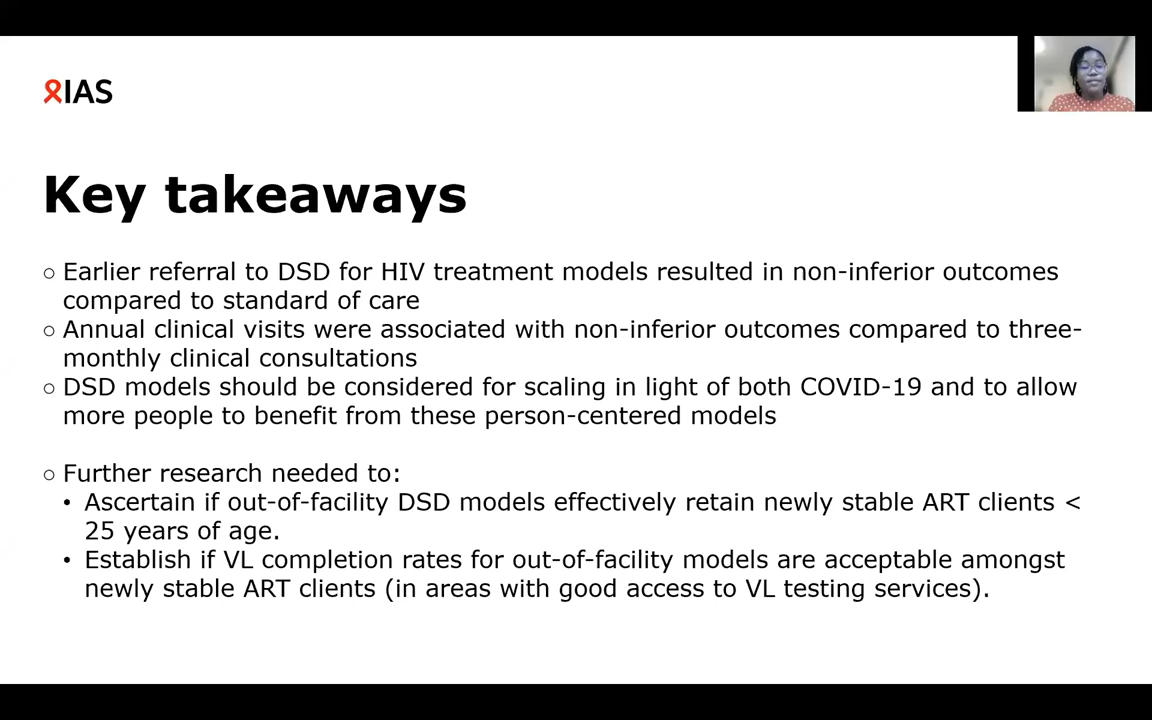 IAS
Key takeaways
○ Earlier referral to DSD for HIV treatment models resulted in non-inferior outcomes
compared to standard of care
○ Annual clinical visits were associated with non-inferior outcomes compared to three-
monthly clinical consultations
○ DSD models should be considered for scaling in light of both COVID-19 and to allow
more people to benefit from these person-centered models
○ Further research needed to:
• Ascertain if out-of-facility DSD models effectively retain newly stable ART clients <
25 years of age.
• Establish if VL completion rates for out-of-facility models are acceptable amongst
newly stable ART clients (in areas with good access to VL testing services).